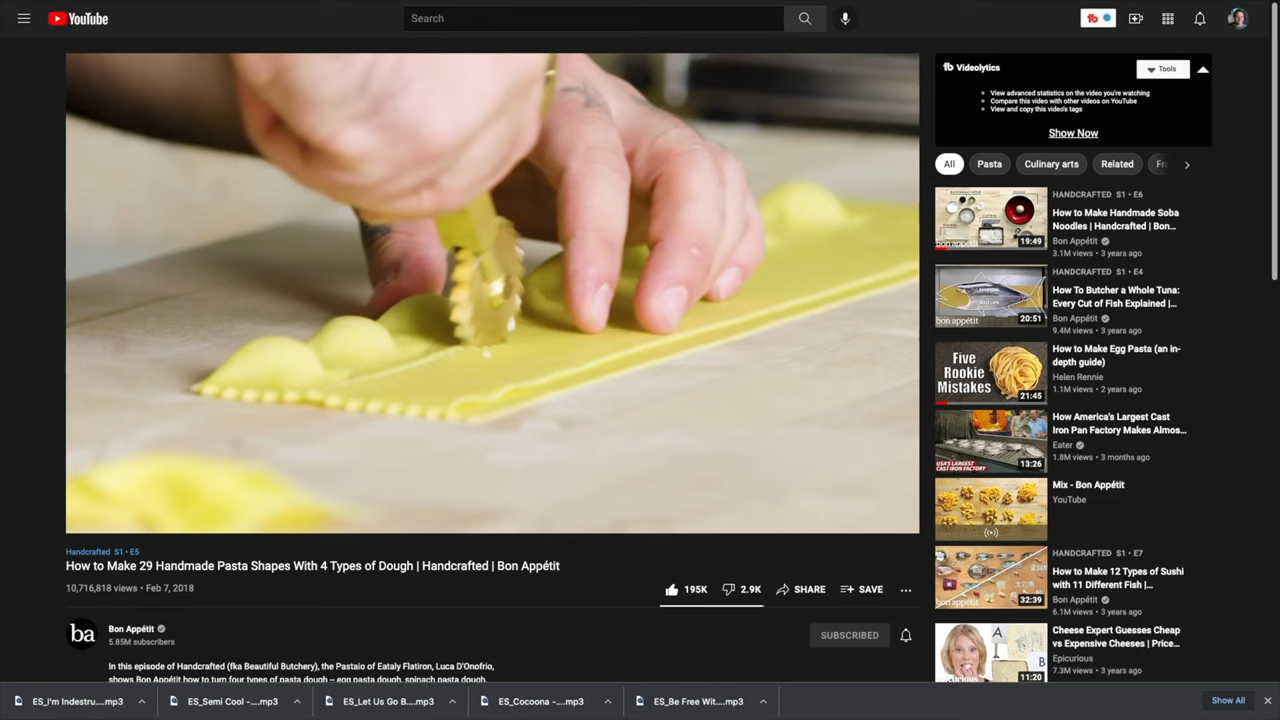 YouTube
Search
tb
tb Videolytics
Tools
View advanced statistics on the video you're watching
Compare this video with other videos on YouTube
View and copy this video's tags
Show Now
All
Pasta
Culinary arts
Related
HANDCRAFTED S1 • E6
How to Make Handmade Soba
Noodles | Handcrafted | Bon...
Bon Appétit
3.1M views • 3 years ago
bon appétit
19:49
HANDCRAFTED S1 • E4
How To Butcher a Whole Tuna:
Every Cut of Fish Explained |...
Bon Appétit
9.4M views • 3 years ago
bon appétit
20:51
How to Make Egg Pasta (an in-
depth guide)
Helen Rennie
1.1M views • 2 years ago
Five
Rookie
Mistakes
21:45
How America's Largest Cast
Iron Pan Factory Makes Almos...
Eater
1.8M views • 3 months ago
USA'S LARGEST
CAST IRON FACTORY
13:26
Mix - Bon Appétit
YouTube
HANDCRAFTED S1 • E7
How to Make 12 Types of Sushi
with 11 Different Fish |...
Bon Appétit
6.1M views • 3 years ago
bon appétit
32:39
Cheese Expert Guesses Cheap
vs Expensive Cheeses | Price...
Epicurious
7.3M views • 3 years ago
A
B
11:20
Handcrafted S1 • E5
How to Make 29 Handmade Pasta Shapes With 4 Types of Dough | Handcrafted | Bon Appétit
10,716,818 views • Feb 7, 2018
195K
2.9K
SHARE
SAVE
ba
Bon Appétit
5.85M subscribers
SUBSCRIBED
In this episode of Handcrafted (fka Beautiful Butchery), the Pastaio of Eataly Flatiron, Luca D'Onofrio,
shows Bon Appétit how to turn four types of pasta dough – egg pasta dough, spinach pasta dough,
ES_I'm Indestru....mp3
ES_Semi Cool -....mp3
ES_Let Us Go B....mp3
ES_Cocoona -....mp3
ES_Be Free Wit....mp3
Show All